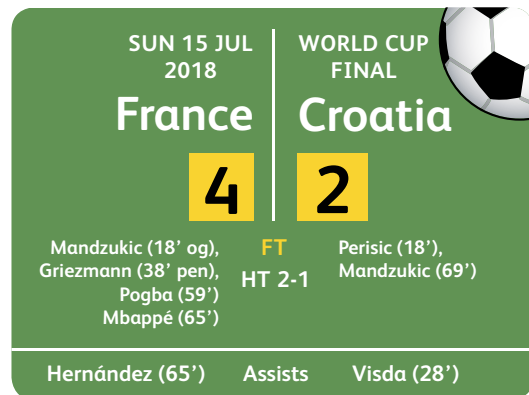 SUN 15 JUL
2018
WORLD CUP
FINAL
France
Croatia
4
2
Mandzukic (18’ og),
Griezmann (38’ pen),
Pogba (59’)
Mbappé (65’)
FT
HT 2-1
Perisic (18’),
Mandzukic (69’)
Hernández (65’)
Assists
Visda (28’)